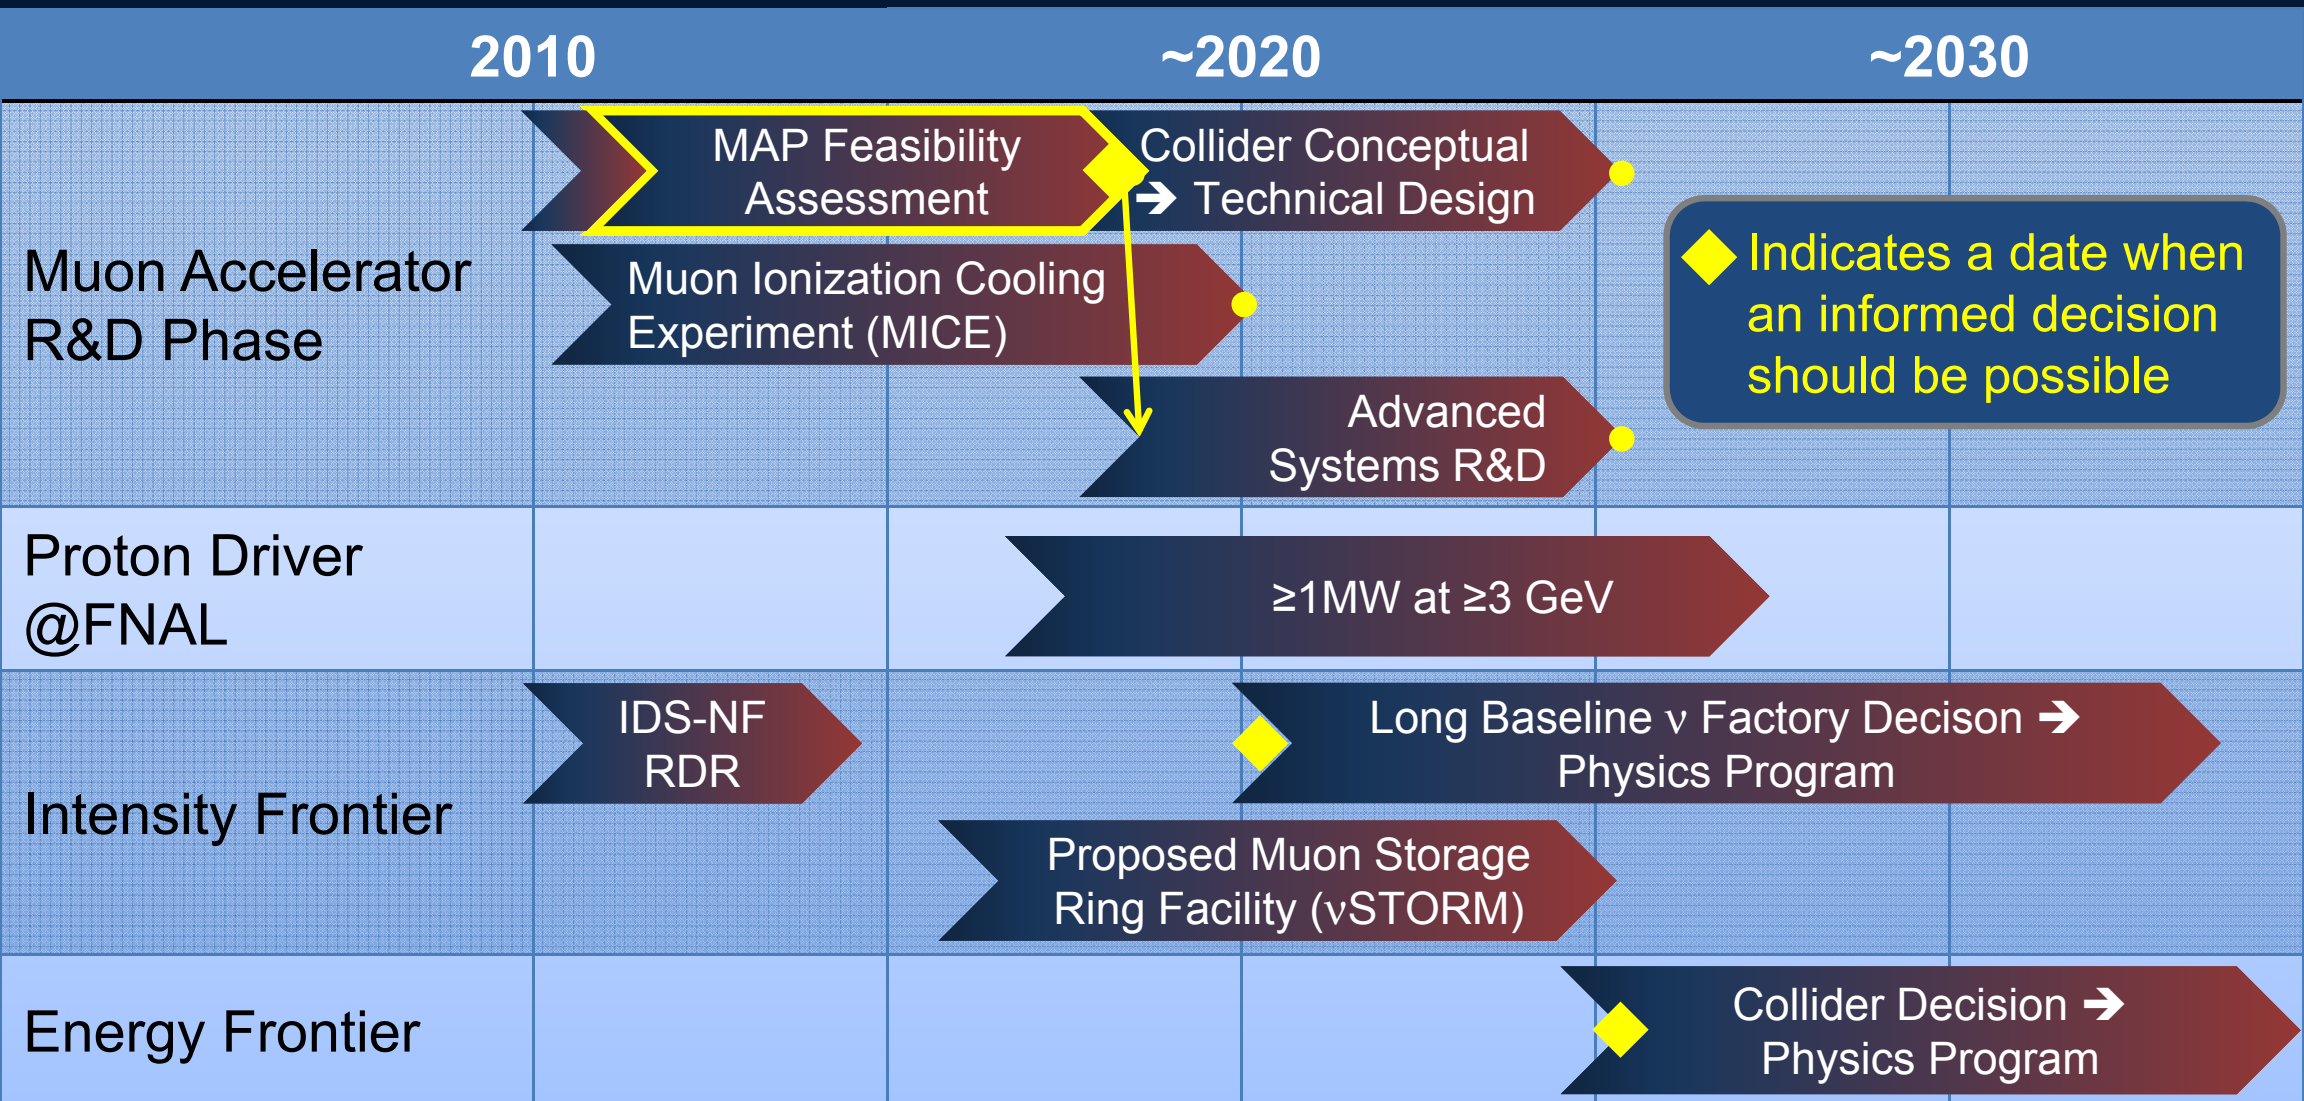 2010 ~2020 ~2030
Muon Accelerator
R&D Phase
MAP Feasibility
Assessment
Collider Conceptual
➔ Technical Design
Muon Ionization Cooling
Experiment (MICE)
Advanced
Systems R&D
Indicates a date when
an informed decision
should be possible
Proton Driver
@FNAL
≥1MW at ≥3 GeV
Intensity Frontier
IDS-NF
RDR
Long Baseline ν Factory Decison ➔
Physics Program
Proposed Muon Storage
Ring Facility (νSTORM)
Energy Frontier
Collider Decision ➔
Physics Program